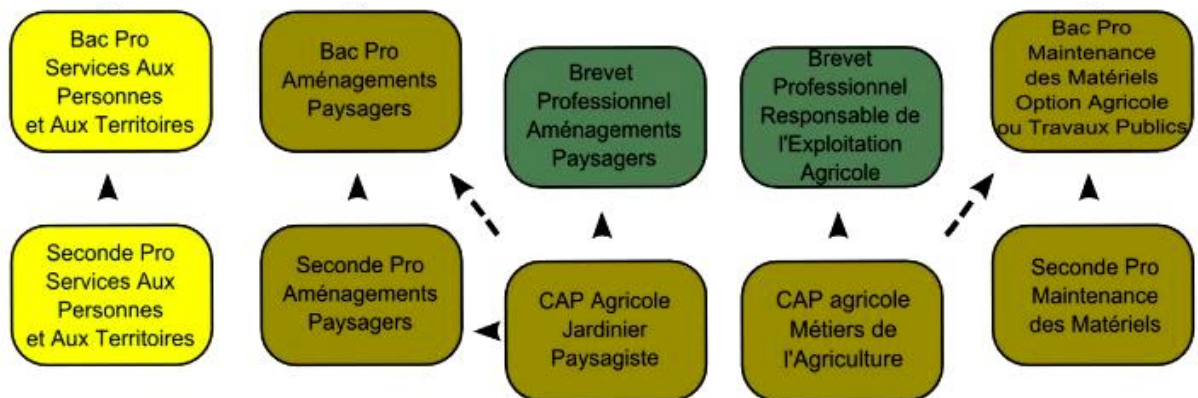 Bac Pro
Services Aux
Personnes
et Aux Territoires
Bac Pro
Aménagements
Paysagers
Brevet
Professionnel
Aménagements
Paysagers
Brevet
Professionnel
Responsable de
l'Exploitation
Agricole
Bac Pro
Maintenance
des Matériels
Option Agricole
ou Travaux Publics
Seconde Pro
Services Aux
Personnes
et Aux Territoires
Seconde Pro
Aménagements
Paysagers
CAP Agricole
Jardinier
Paysagiste
CAP agricole
Métiers de
l'Agriculture
Seconde Pro
Maintenance
des Matériels